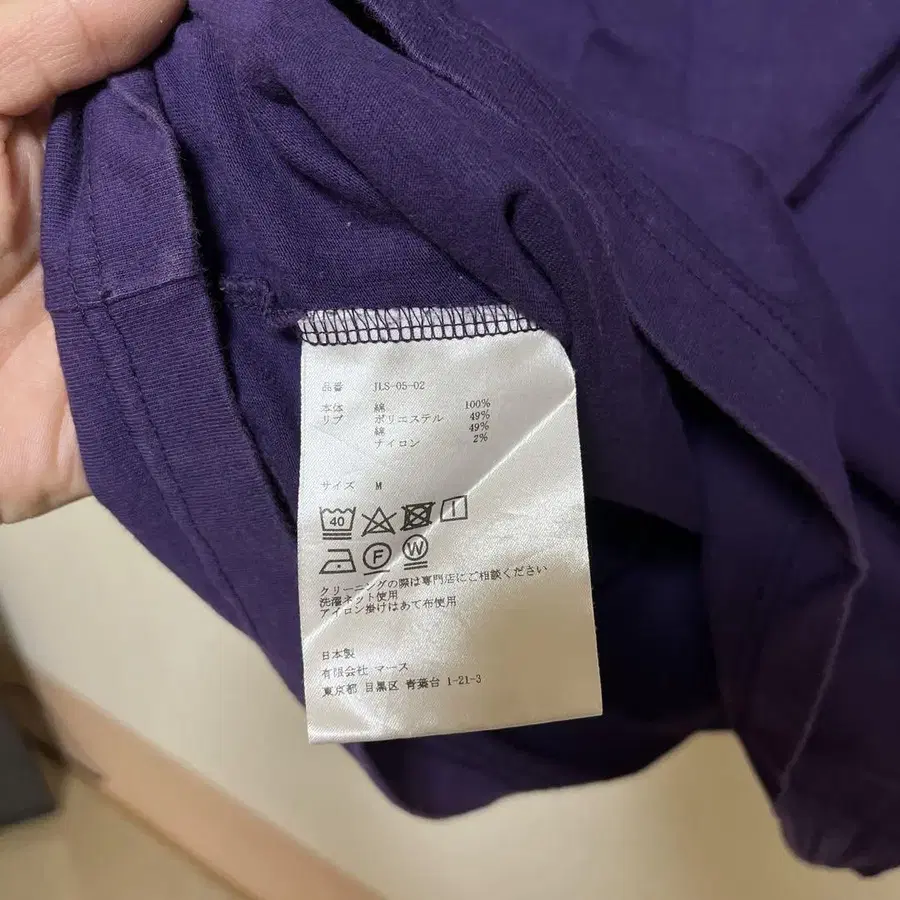 品番 JLS-05-02
本体 綿 100%
リブ ポリエステル 49%
綿 49%
ナイロン 2%
サイズ M
40
F W
クリーニングの際は専門店にご相談ください
洗濯ネット使用
アイロン掛けはあて布使用
日本製
有限会社 マース
東京都 目黒区 青葉台 1-21-3